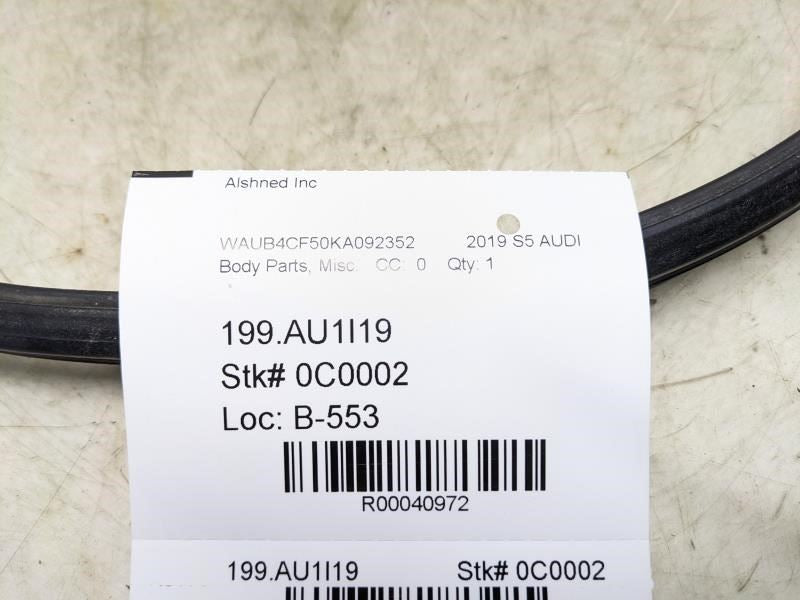 Alshned Inc
WAUB4CF50KA092352 2019 S5 AUDI
Body Parts, Misc. CC: 0 Qty: 1
199.AU1I19
Stk# 0C0002
Loc: B-553
R00040972
199.AU1I19 Stk# 0C0002